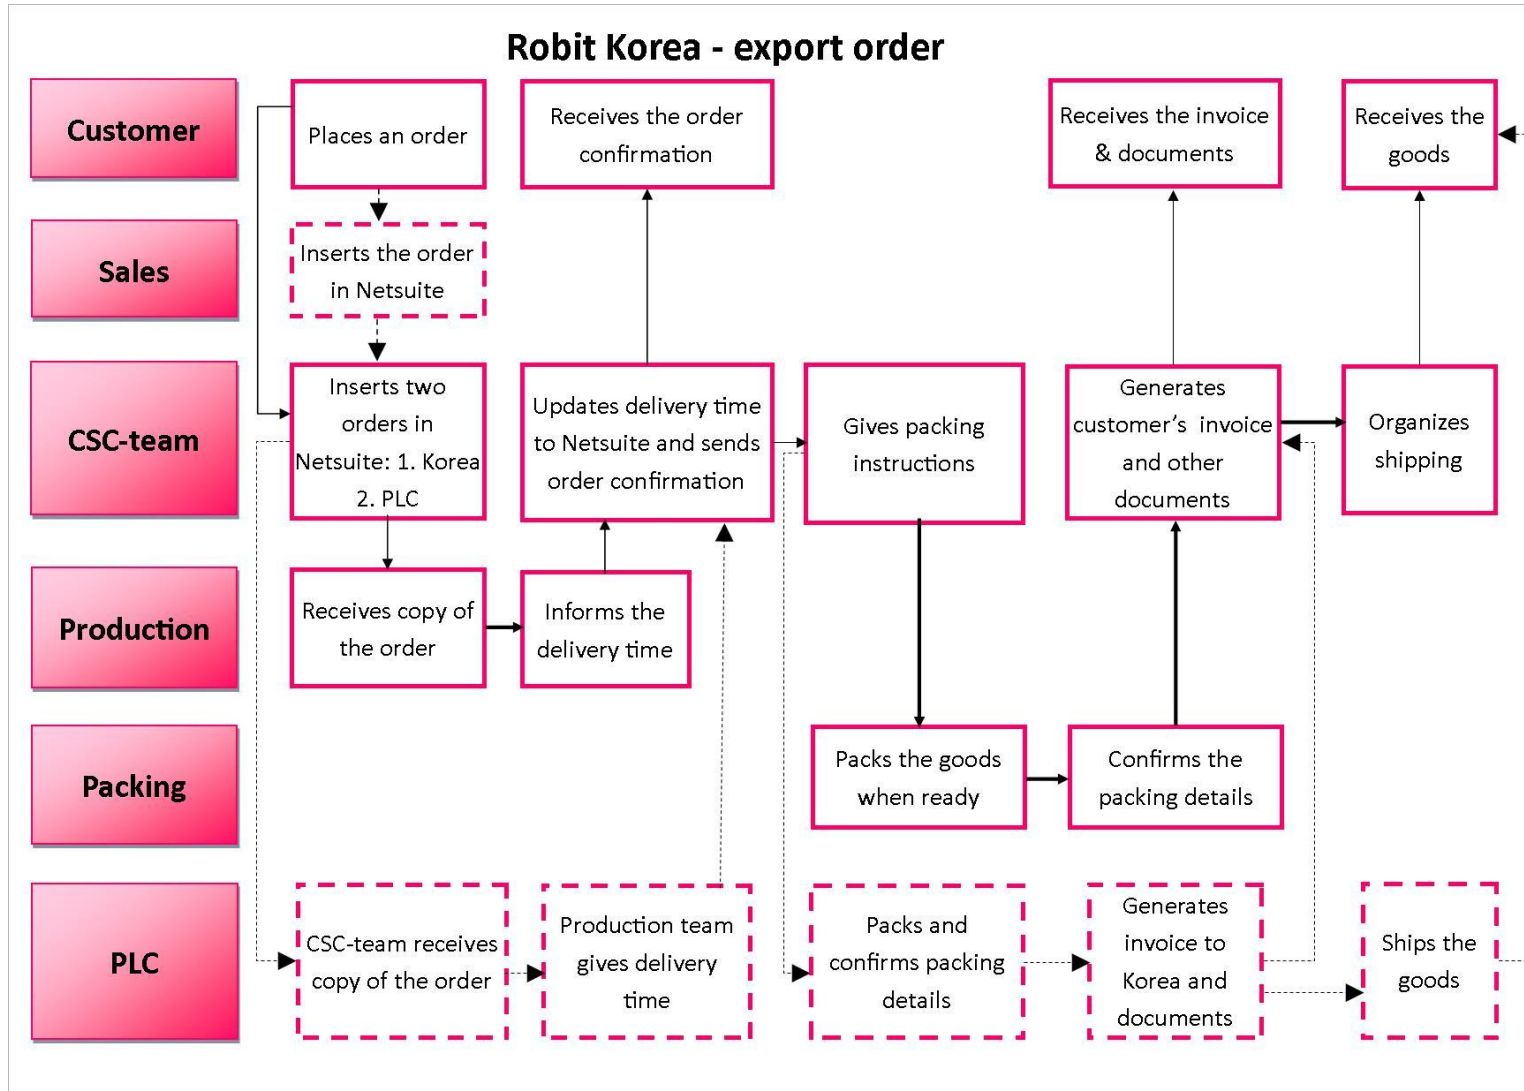 Robit Korea - export order
Customer
Places an order
Receives the order
confirmation
Receives the invoice
& documents
Receives the
goods
Sales
Inserts the order
in Netsuite
CSC-team
Inserts two
orders in
Netsuite: 1. Korea
2. PLC
Updates delivery time
to Netsuite and sends
order confirmation
Gives packing
instructions
Generates
customer's invoice
and other
documents
Organizes
shipping
Production
Receives copy of
the order
Informs the
delivery time
Packing
Packs the goods
when ready
Confirms the
packing details
PLC
CSC-team receives
copy of the order
Production team
gives delivery
time
Packs and
confirms packing
details
Generates
invoice to
Korea and
documents
Ships the
goods